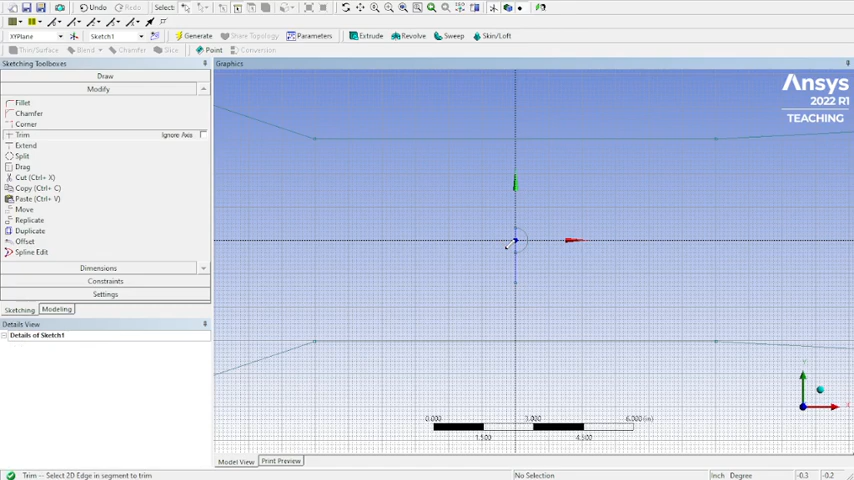 Undo Redo Select:
XYPlane Sketch1 Generate Share Topology Parameters Extrude Revolve Sweep Skin/Loft
Thin/Surface Blend Chamfer Slice Point Conversion
Sketching Toolboxes
Graphics
Draw
Modify
Fillet
Chamfer
Corner
Trim Ignore Axis
Extend
Split
Drag
Cut (Ctrl+ X)
Copy (Ctrl+ C)
Paste (Ctrl+ V)
Move
Replicate
Duplicate
Offset
Spline Edit
Dimensions
Constraints
Settings
Sketching Modeling
Details View
Details of Sketch1
Ansys
2022 R1
TEACHING
0.000 3.000 6.000 (in)
1.500 4.500
Y
X
Model View Print Preview
Trim -- Select 2D Edge in segment to trim No Selection Inch Degree -0.3 -0.2